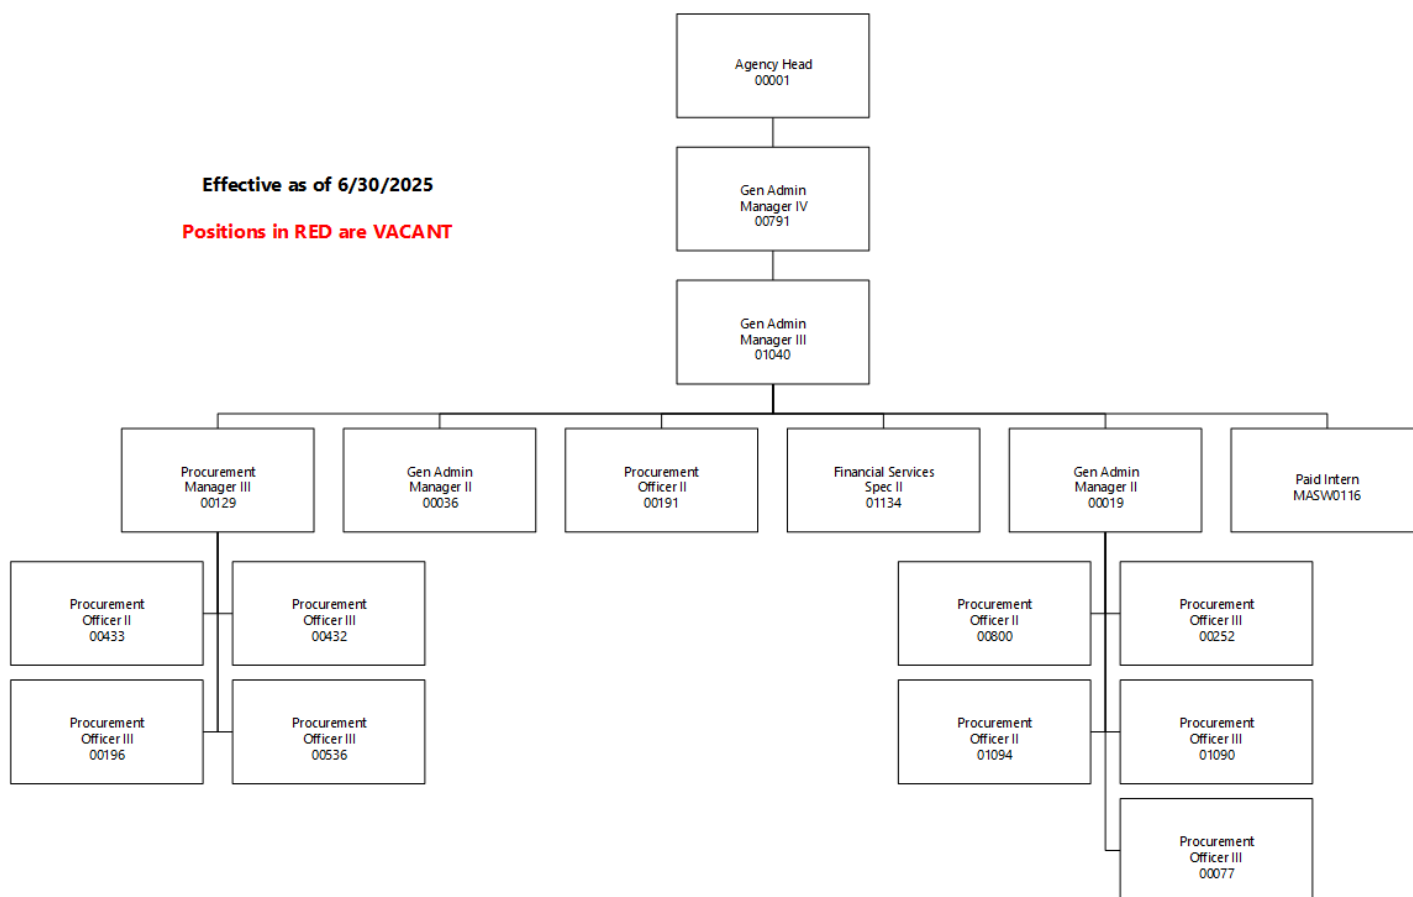 Agency Head
00001
Effective as of 6/30/2025
Positions in RED are VACANT
Gen Admin
Manager IV
00791
Gen Admin
Manager III
01040
Procurement
Manager III
00129
Gen Admin
Manager II
00036
Procurement
Officer II
00191
Financial Services
Spec II
01134
Gen Admin
Manager II
00019
Paid Intern
MASW0116
Procurement
Officer II
00433
Procurement
Officer III
00432
Procurement
Officer II
00800
Procurement
Officer III
00252
Procurement
Officer III
00196
Procurement
Officer III
00536
Procurement
Officer II
01094
Procurement
Officer III
01090
Procurement
Officer III
00077